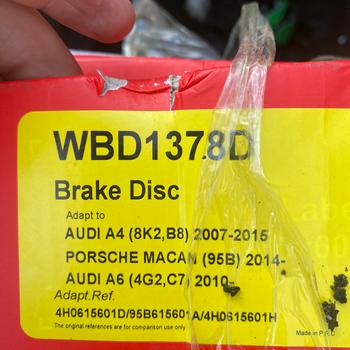 WBD1378D
Brake Disc
Adapt to
AUDI A4 (8K2,B8) 2007-2015
PORSCHE MACAN (95B) 2014-
AUDI A6 (4G2,C7) 2010-
Adapt.Ref.
4H0615601D/95B615601A/4H0615601H
The original references are for comparison use only.
Made in P.R.C